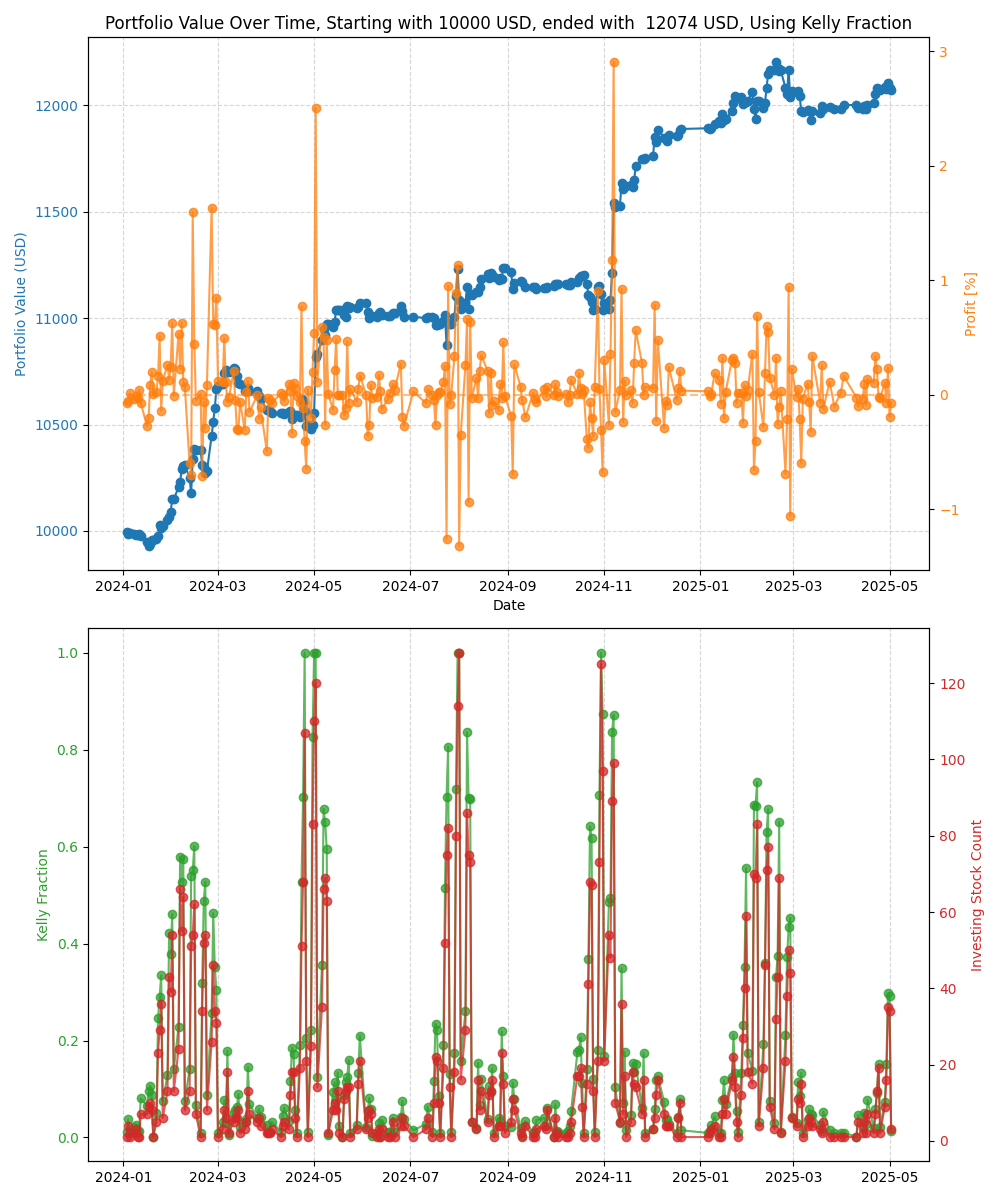 Portfolio Value Over Time, Starting with 10000 USD, ended with  12074 USD, Using Kelly Fraction
Portfolio Value (USD)
12000
11500
11000
10500
10000
3
2
1
0
−1
Profit [%]
2024-01 2024-03 2024-05 2024-07 2024-09 2024-11 2025-01 2025-03 2025-05
Date
Kelly Fraction
1.0
0.8
0.6
0.4
0.2
0.0
120
100
80
60
40
20
0
Investing Stock Count
2024-01 2024-03 2024-05 2024-07 2024-09 2024-11 2025-01 2025-03 2025-05